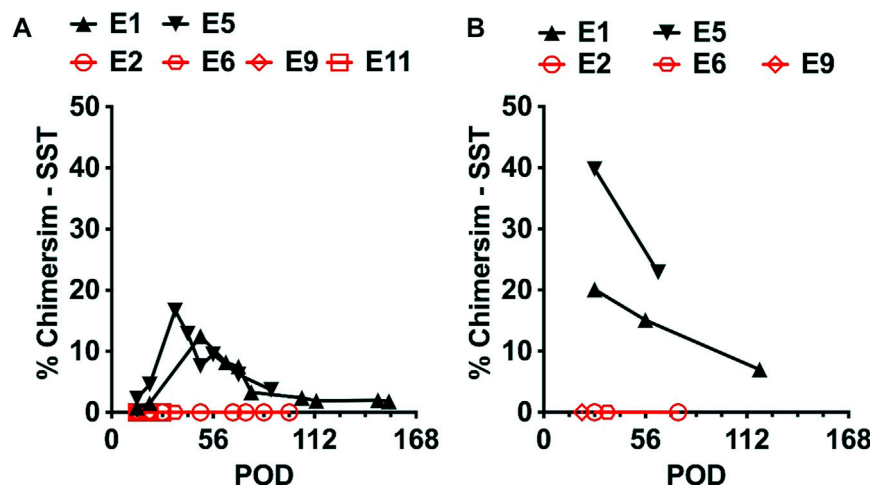 A
E1 E5
E2 E6 E9 E11
% Chimersim - SST
50
40
30
20
10
0
0 56 112 168
POD
B
E1 E5
E2 E6 E9
% Chimersim - SST
50
40
30
20
10
0
0 56 112 168
POD